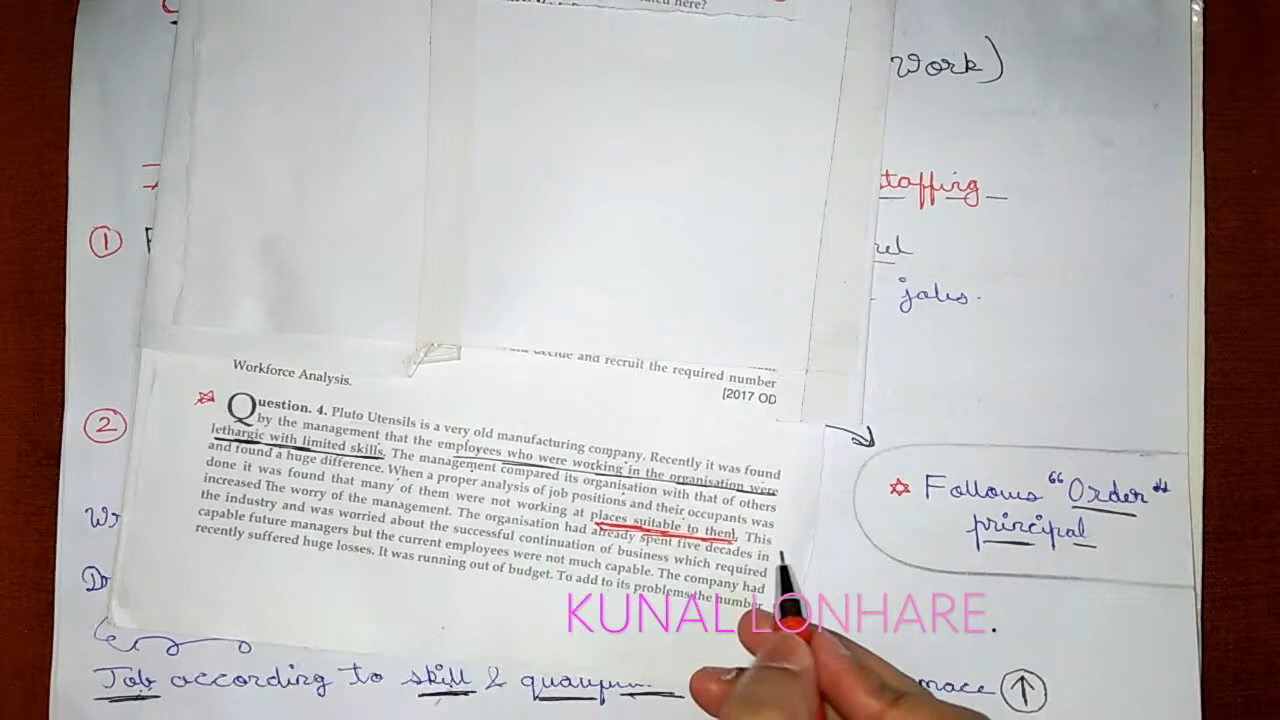 here?
work)
taffing
①
jobs.
and recruit the required number
Workforce Analysis.
[2017 OD
②
Question. 4. Pluto Utensils is a very old manufacturing company. Recently it was found
by the management that the employees who were working in the organisation were
lethargic with limited skills. The management compared its organisation with that of others
and found a huge difference. When a proper analysis of job positions and their occupants was
done it was found that many of them were not working at places suitable to them. This
increased The worry of the management. The organisation had already spent five decades in
the industry and was worried about the successful continuation of business which required
capable future managers but the current employees were not much capable. The company had
recently suffered huge losses. It was running out of budget. To add to its problems the number
Follows "Order"
principal
KUNAL LONHARE.
Job according to skill &